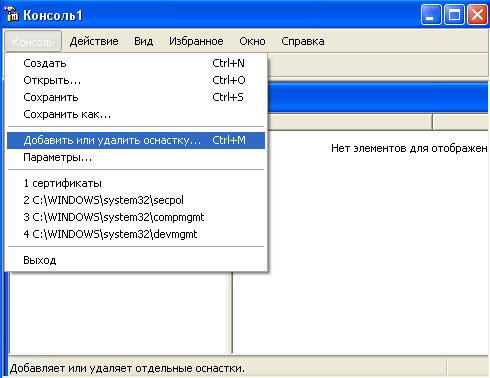 Консоль1
Консоль Действие Вид Избранное Окно Справка
Создать Ctrl+N
Открыть... Ctrl+O
Сохранить Ctrl+S
Сохранить как...
Добавить или удалить оснастку... Ctrl+M
Параметры...
Нет элементов для отображен
1 сертификаты
2 C:\WINDOWS\system32\secpol
3 C:\WINDOWS\system32\compmgmt
4 C:\WINDOWS\system32\devmgmt
Выход
Добавляет или удаляет отдельные оснастки.